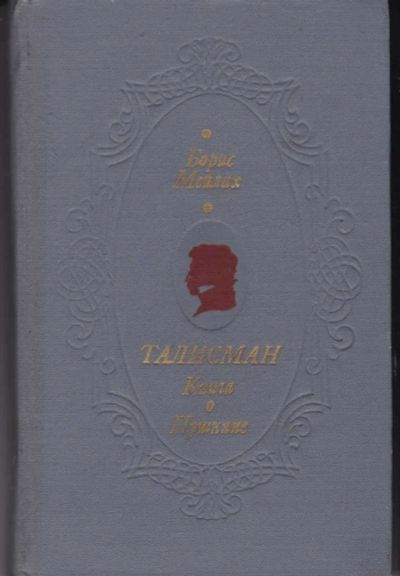 Борис
Мейлах
ТАЛИСМАН
Книга
о
Пушкине